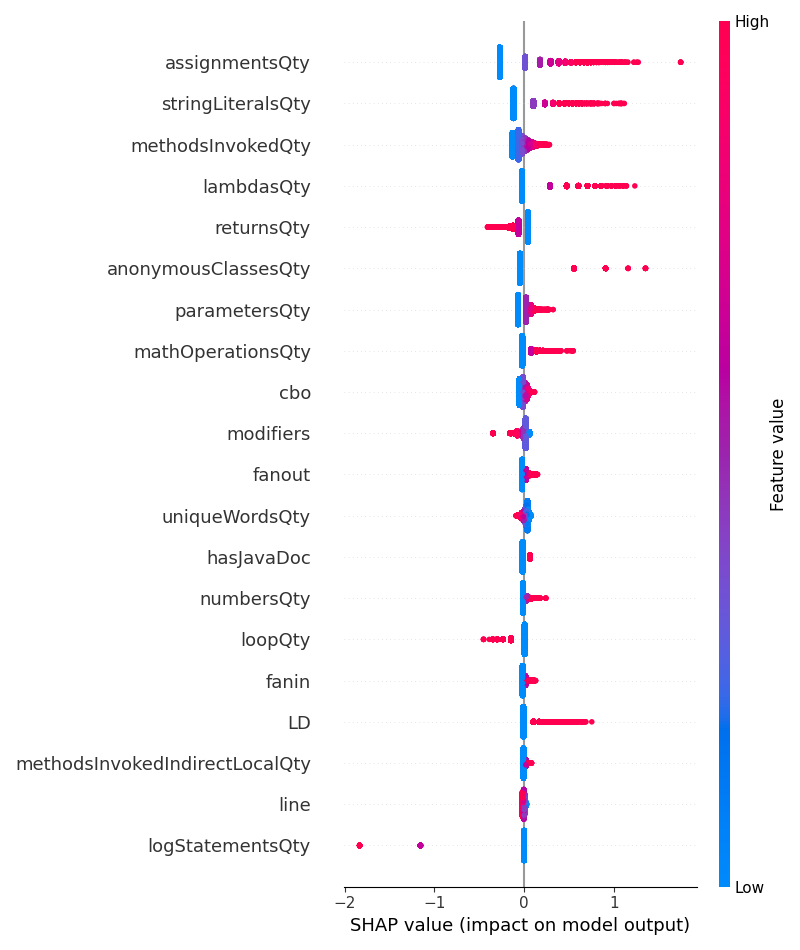 High
assignmentsQty
stringLiteralsQty
methodsInvokedQty
lambdasQty
returnsQty
anonymousClassesQty
parametersQty
mathOperationsQty
cbo
modifiers
fanout
uniqueWordsQty
hasJavaDoc
numbersQty
loopQty
fanin
LD
methodsInvokedIndirectLocalQty
line
logStatementsQty
Feature value
Low
−2 −1 0 1
SHAP value (impact on model output)